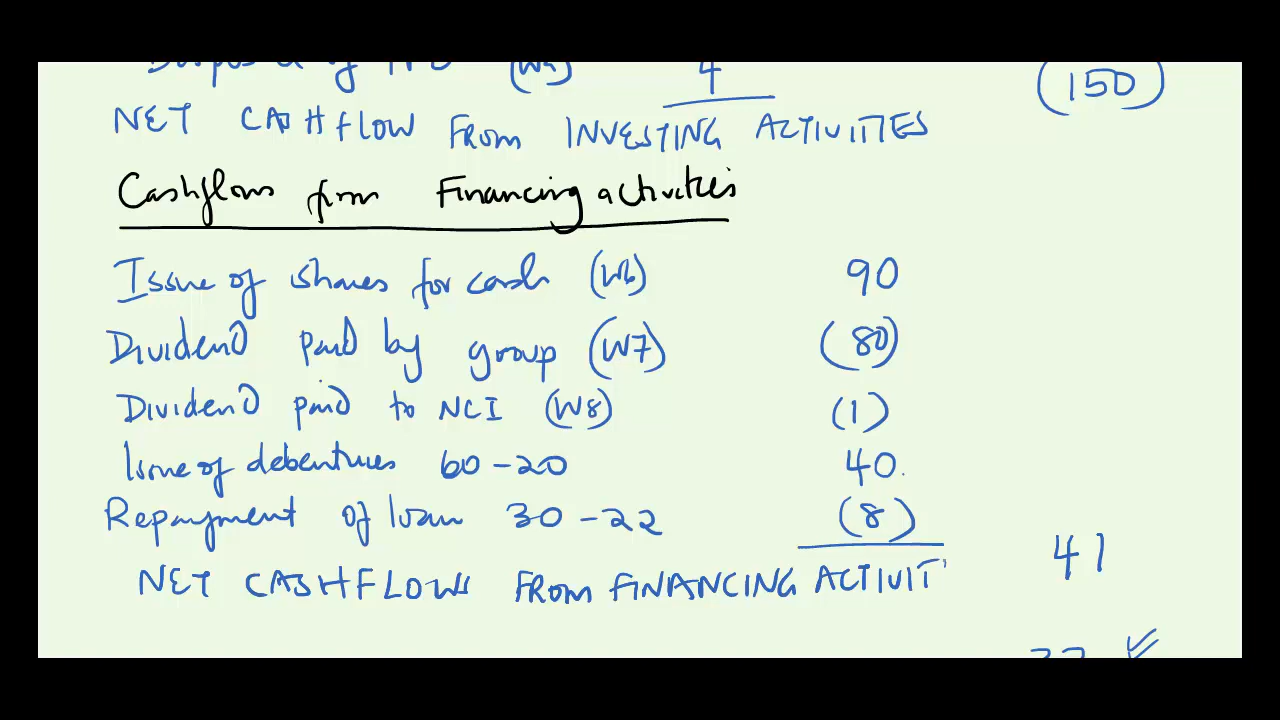 of (W4) 4 (150)
NET CASHFLOW FROM INVESTING ACTIVITIES
Cashflows from Financing activities
Issue of shares for cash (W6) 90
Dividend paid by group (W7) (80)
Dividend paid to NCI (W8) (1)
Issue of debentures 60-20 40
Repayment of loan 30-22 (8)
NET CASHFLOWS FROM FINANCING ACTIVIT 41